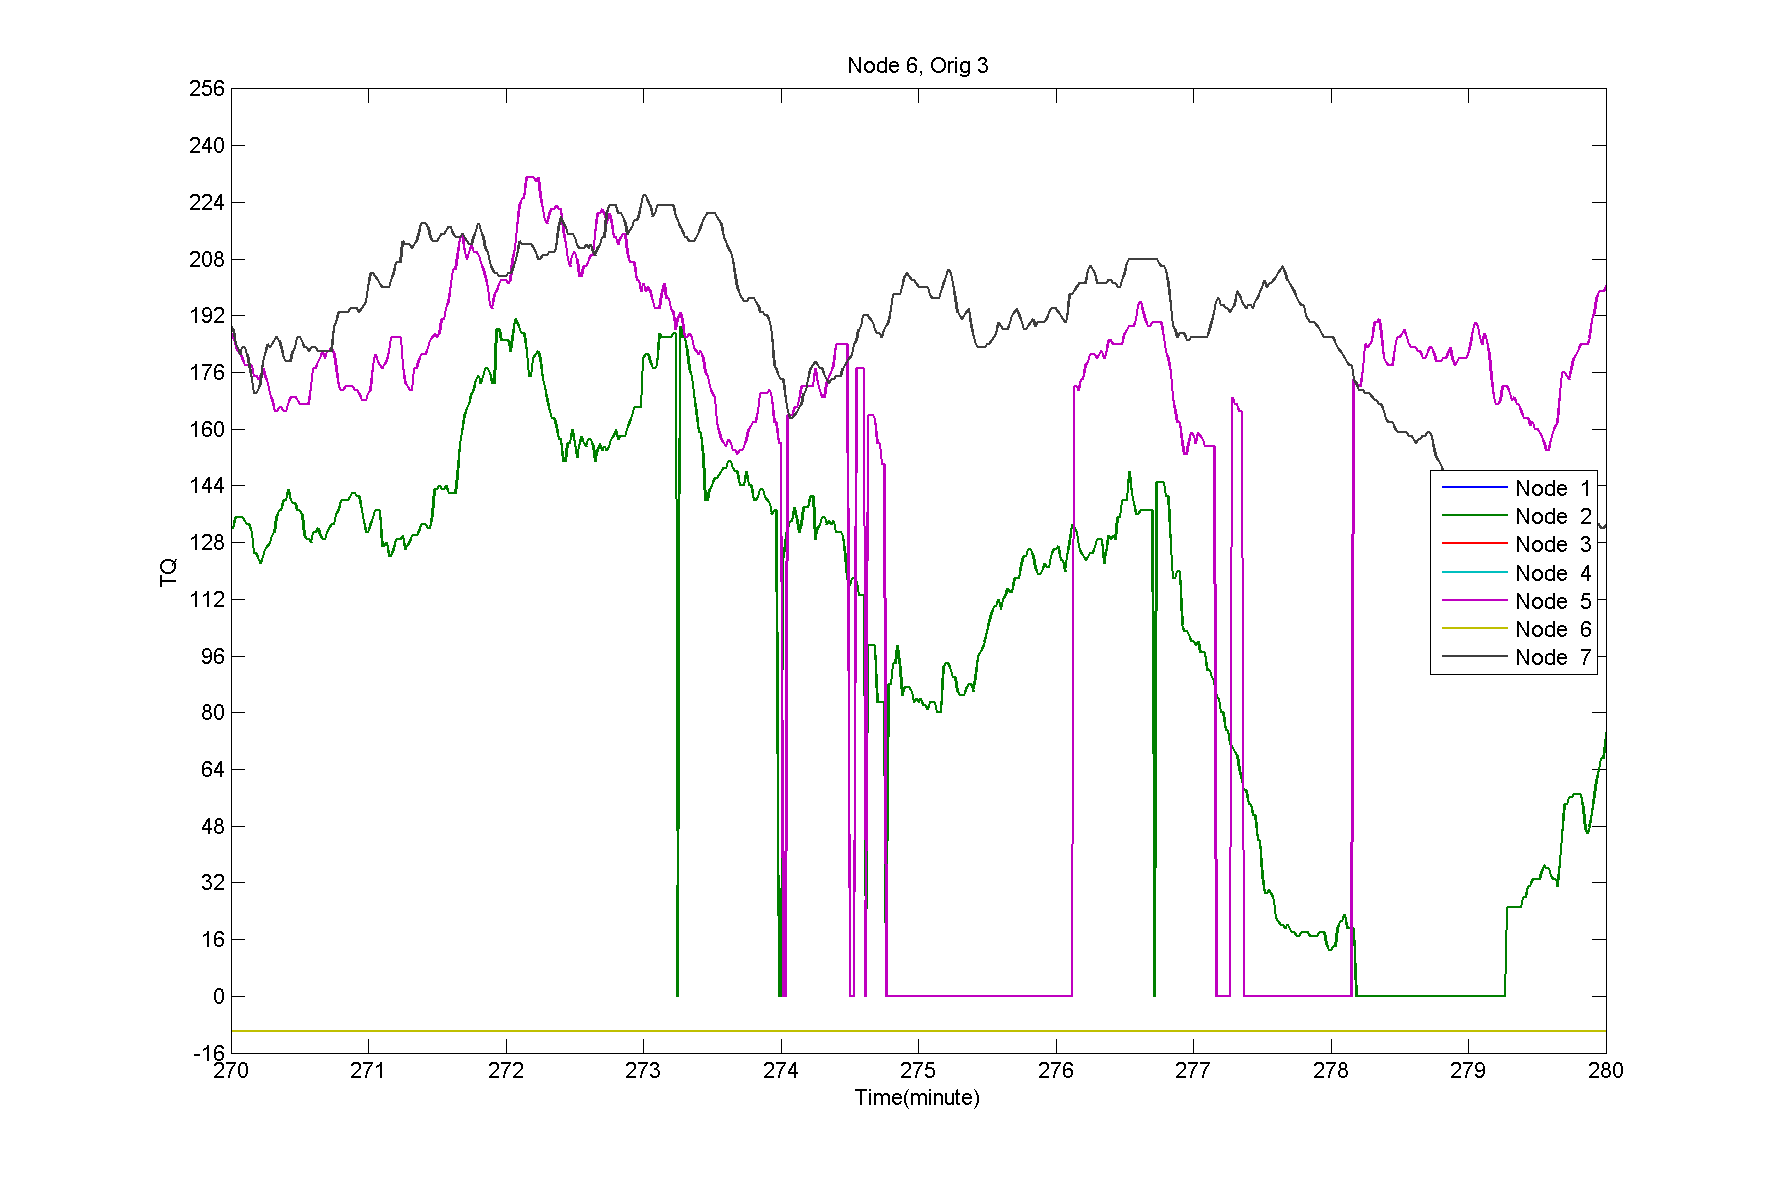 Node 6, Orig 3
256
240
224
208
192
176
160
144
128
112
96
80
64
48
32
16
0
-16
TQ
Node 1
Node 2
Node 3
Node 4
Node 5
Node 6
Node 7
270 271 272 273 274 275 276 277 278 279 280
Time(minute)